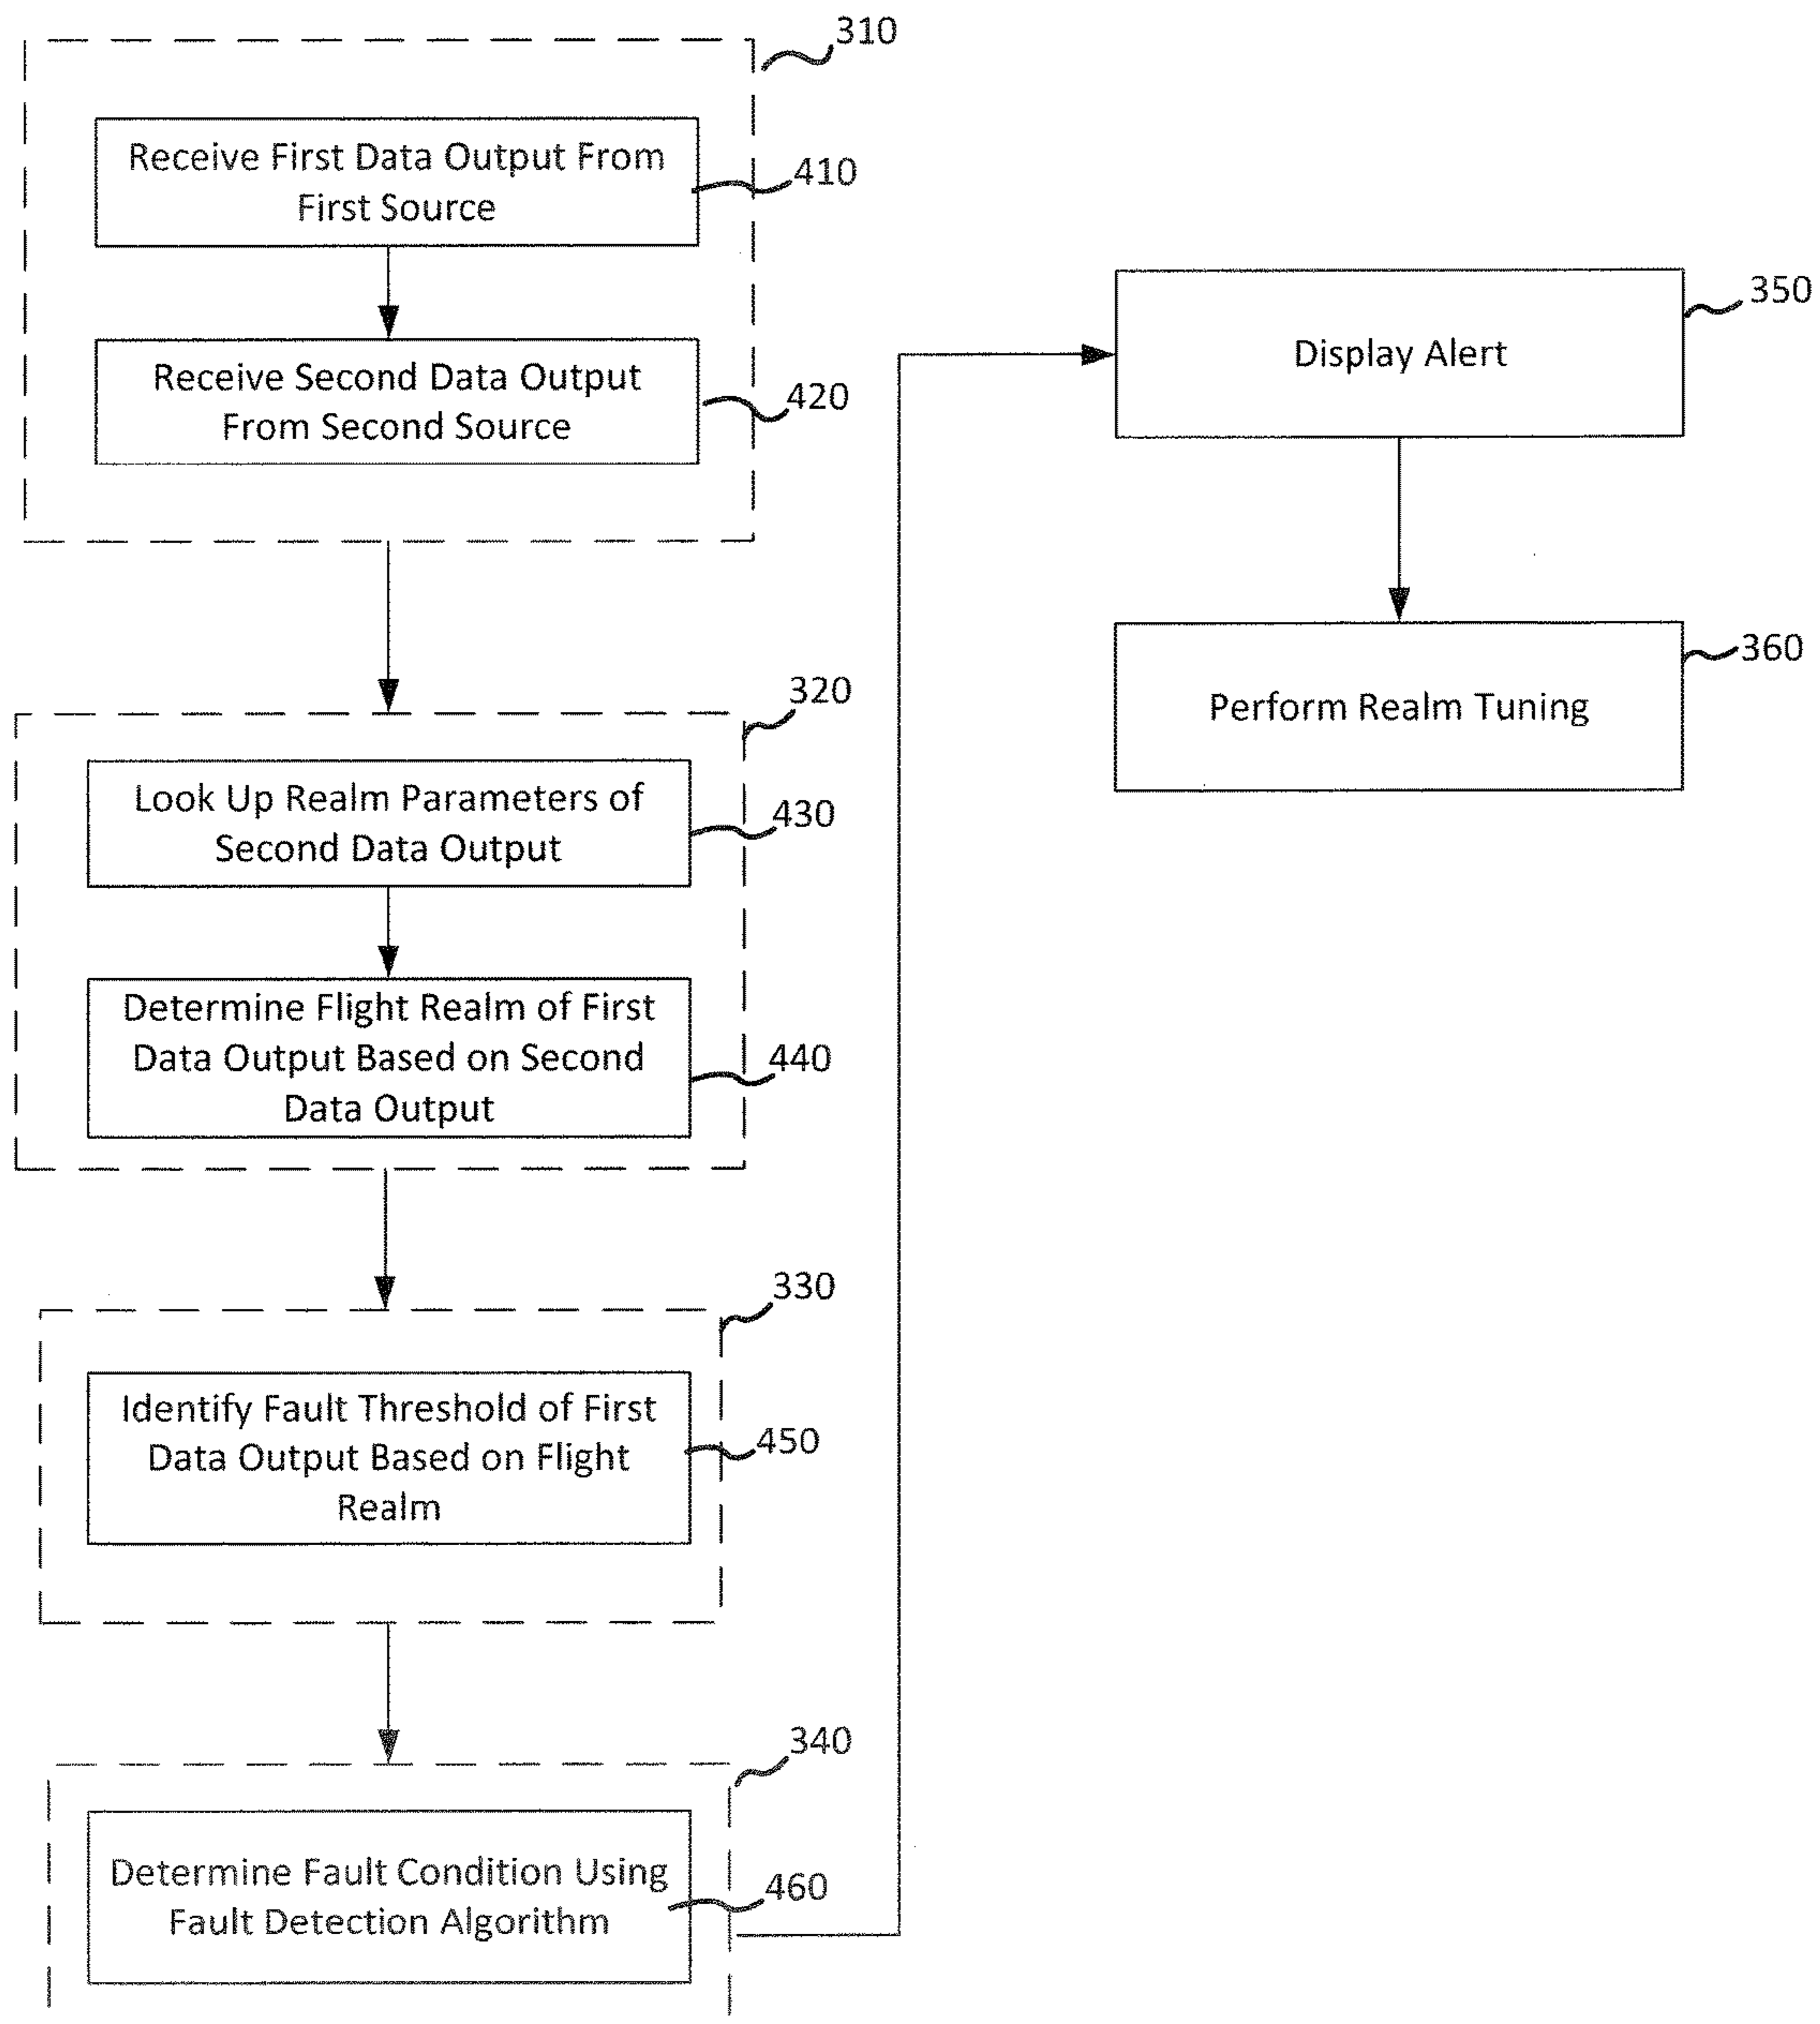 310
Receive First Data Output From
First Source
410
Receive Second Data Output
From Second Source
420
320
Look Up Realm Parameters of
Second Data Output
430
Determine Flight Realm of First
Data Output Based on Second
Data Output
440
330
Identify Fault Threshold of First
Data Output Based on Flight
Realm
450
340
Determine Fault Condition Using
Fault Detection Algorithm
460
350
Display Alert
360
Perform Realm Tuning